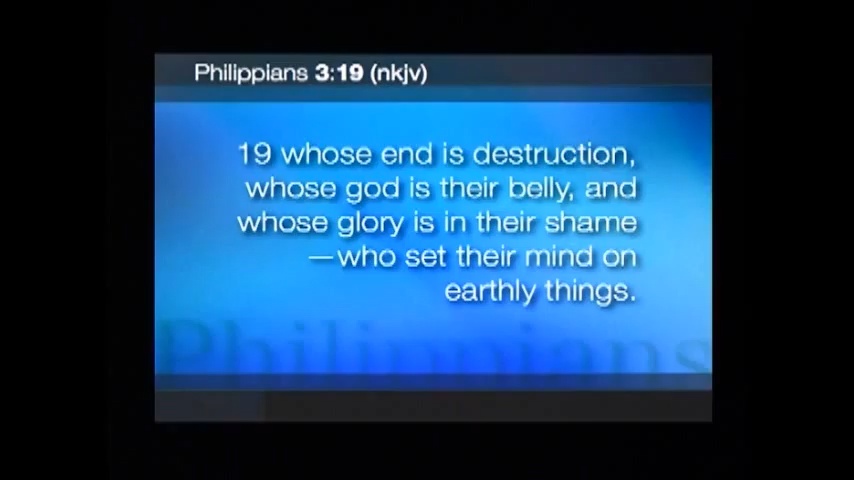 Philippians 3:19 (nkjv)
19 whose end is destruction,
whose god is their belly, and
whose glory is in their shame
—who set their mind on
earthly things.
Philippians